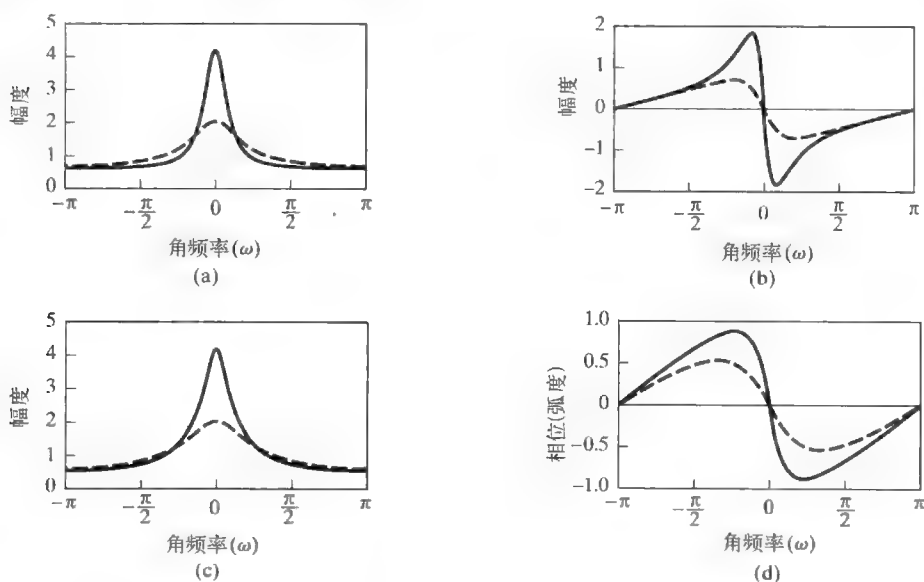 5
4
3
2
1
0
幅度
−π
−π/2
0
π/2
π
角频率(ω)
(a)
2
1
0
−1
−2
幅度
−π
−π/2
0
π/2
π
角频率(ω)
(b)
5
4
3
2
1
0
幅度
−π
−π/2
0
π/2
π
角频率(ω)
(c)
1.0
0.5
0
−0.5
−1.0
相位(弧度)
−π
−π/2
0
π/2
π
角频率(ω)
(d)